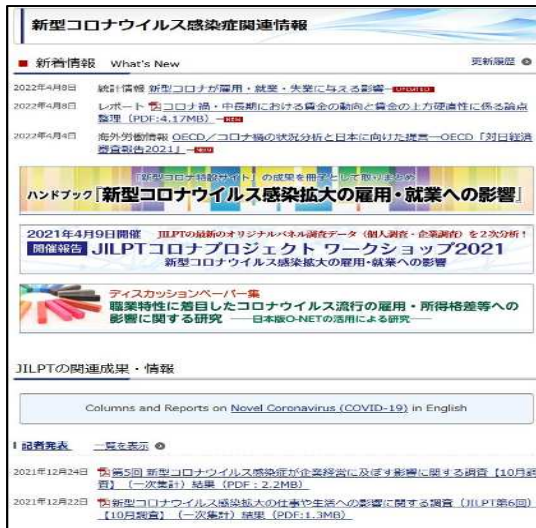 新型コロナウイルス感染症関連情報
■ 新着情報 What's New 更新履歴
2022年4月8日 統計情報 新型コロナが雇用・就業・失業に与える影響 UPDATED
2022年4月8日 レポート コロナ禍・中長期における賃金の動向と賃金の上方硬直性に係る論点
整理（PDF:4.17MB） NEW
2022年4月4日 海外労働情報 OECD／コロナ禍の状況分析と日本に向けた提言―OECD「対日経済
審査報告2021」 NEW
『新型コロナ特設サイト』の成果を冊子として取りまとめ
ハンドブック『新型コロナウイルス感染拡大の雇用・就業への影響』
2021年4月9日開催 JILPTの最新のオリジナルパネル調査データ（個人調査・企業調査）を2次分析！
開催報告 JILPTコロナプロジェクト ワークショップ2021
新型コロナウイルス感染拡大の雇用・就業への影響
ディスカッションペーパー集
職業特性に着目したコロナウイルス流行の雇用・所得格差等への
影響に関する研究 ──日本版O-NETの活用による研究──
JILPTの関連成果・情報
Columns and Reports on Novel Coronavirus (COVID-19) in English
記者発表 一覧を表示
2021年12月24日 第5回 新型コロナウイルス感染症が企業経営に及ぼす影響に関する調査【10月調
査】（一次集計）結果（PDF：2.2MB）
2021年12月22日 新型コロナウイルス感染拡大の仕事や生活への影響に関する調査（JILPT第6回）
【10月調査】（一次集計）結果（PDF:1.3MB）